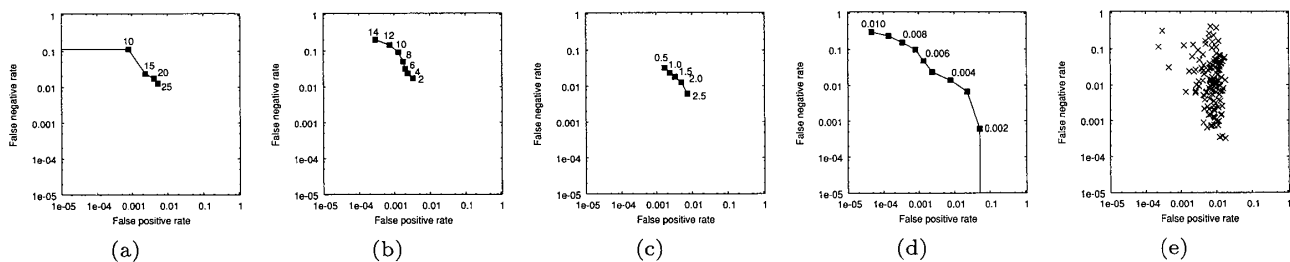 1
0.1
0.01
0.001
1e-04
1e-05
False negative rate
10
15
20
25
1e-05 1e-04 0.001 0.01 0.1 1
False positive rate
(a)
1
0.1
0.01
0.001
1e-04
1e-05
False negative rate
14
12
10
8
6
4
2
1e-05 1e-04 0.001 0.01 0.1 1
False positive rate
(b)
1
0.1
0.01
0.001
1e-04
1e-05
False negative rate
0.5
1.0
1.5
2.0
2.5
1e-05 1e-04 0.001 0.01 0.1 1
False positive rate
(c)
1
0.1
0.01
0.001
1e-04
1e-05
False negative rate
0.010
0.008
0.006
0.004
0.002
1e-05 1e-04 0.001 0.01 0.1 1
False positive rate
(d)
1
0.1
0.01
0.001
1e-04
1e-05
False negative rate
1e-05 1e-04 0.001 0.01 0.1 1
False positive rate
(e)